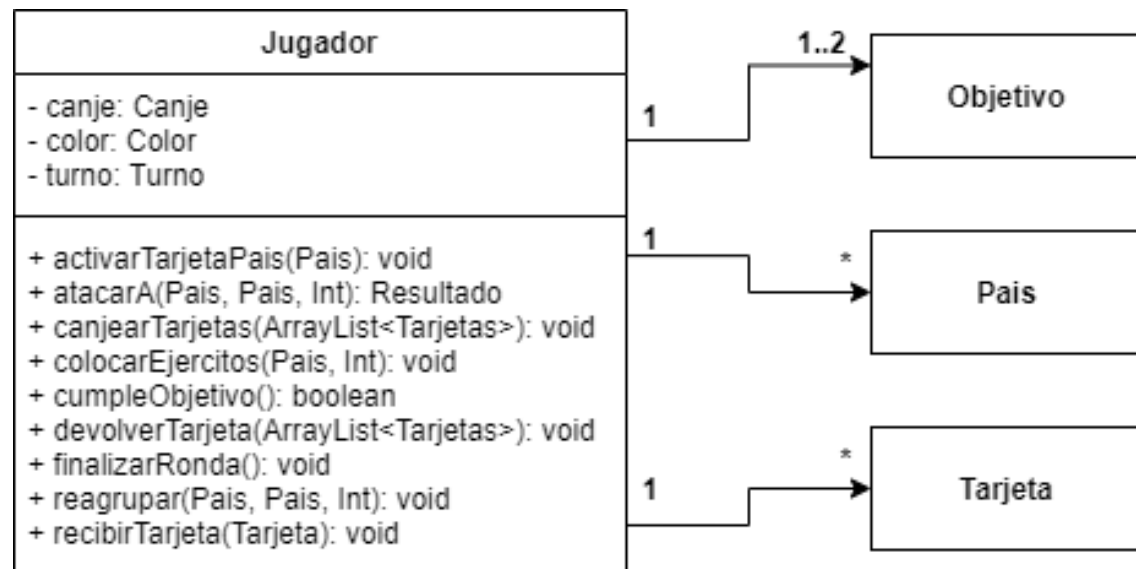 Jugador
- canje: Canje
- color: Color
- turno: Turno
+ activarTarjetaPais(Pais): void
+ atacarA(Pais, Pais, Int): Resultado
+ canjearTarjetas(ArrayList<Tarjetas>): void
+ colocarEjercitos(Pais, Int): void
+ cumpleObjetivo(): boolean
+ devolverTarjeta(ArrayList<Tarjetas>): void
+ finalizarRonda(): void
+ reagrupar(Pais, Pais, Int): void
+ recibirTarjeta(Tarjeta): void
1
1..2
Objetivo
1
*
Pais
1
*
Tarjeta